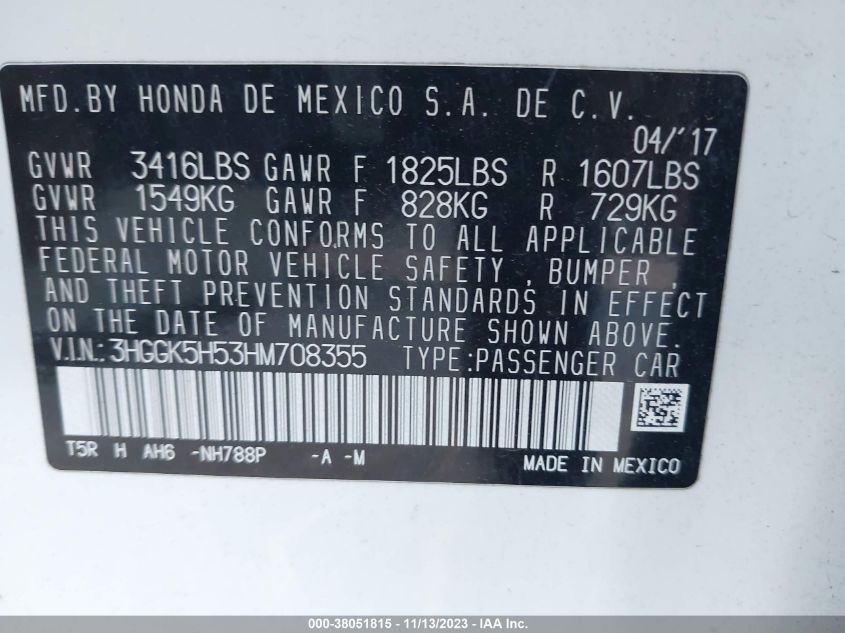 MFD.BY HONDA DE MEXICO S.A. DE C.V.
04/'17
GVWR 3416LBS GAWR F 1825LBS R 1607LBS
GVWR 1549KG GAWR F 828KG R 729KG
THIS VEHICLE CONFORMS TO ALL APPLICABLE
FEDERAL MOTOR VEHICLE SAFETY , BUMPER ,
AND THEFT PREVENTION STANDARDS IN EFFECT
ON THE DATE OF MANUFACTURE SHOWN ABOVE.
V.I.N.: 3HGGK5H53HM708355 TYPE:PASSENGER CAR
T5R H AH6 -NH788P -A -M MADE IN MEXICO
000-38051815 - 11/13/2023 - IAA Inc.